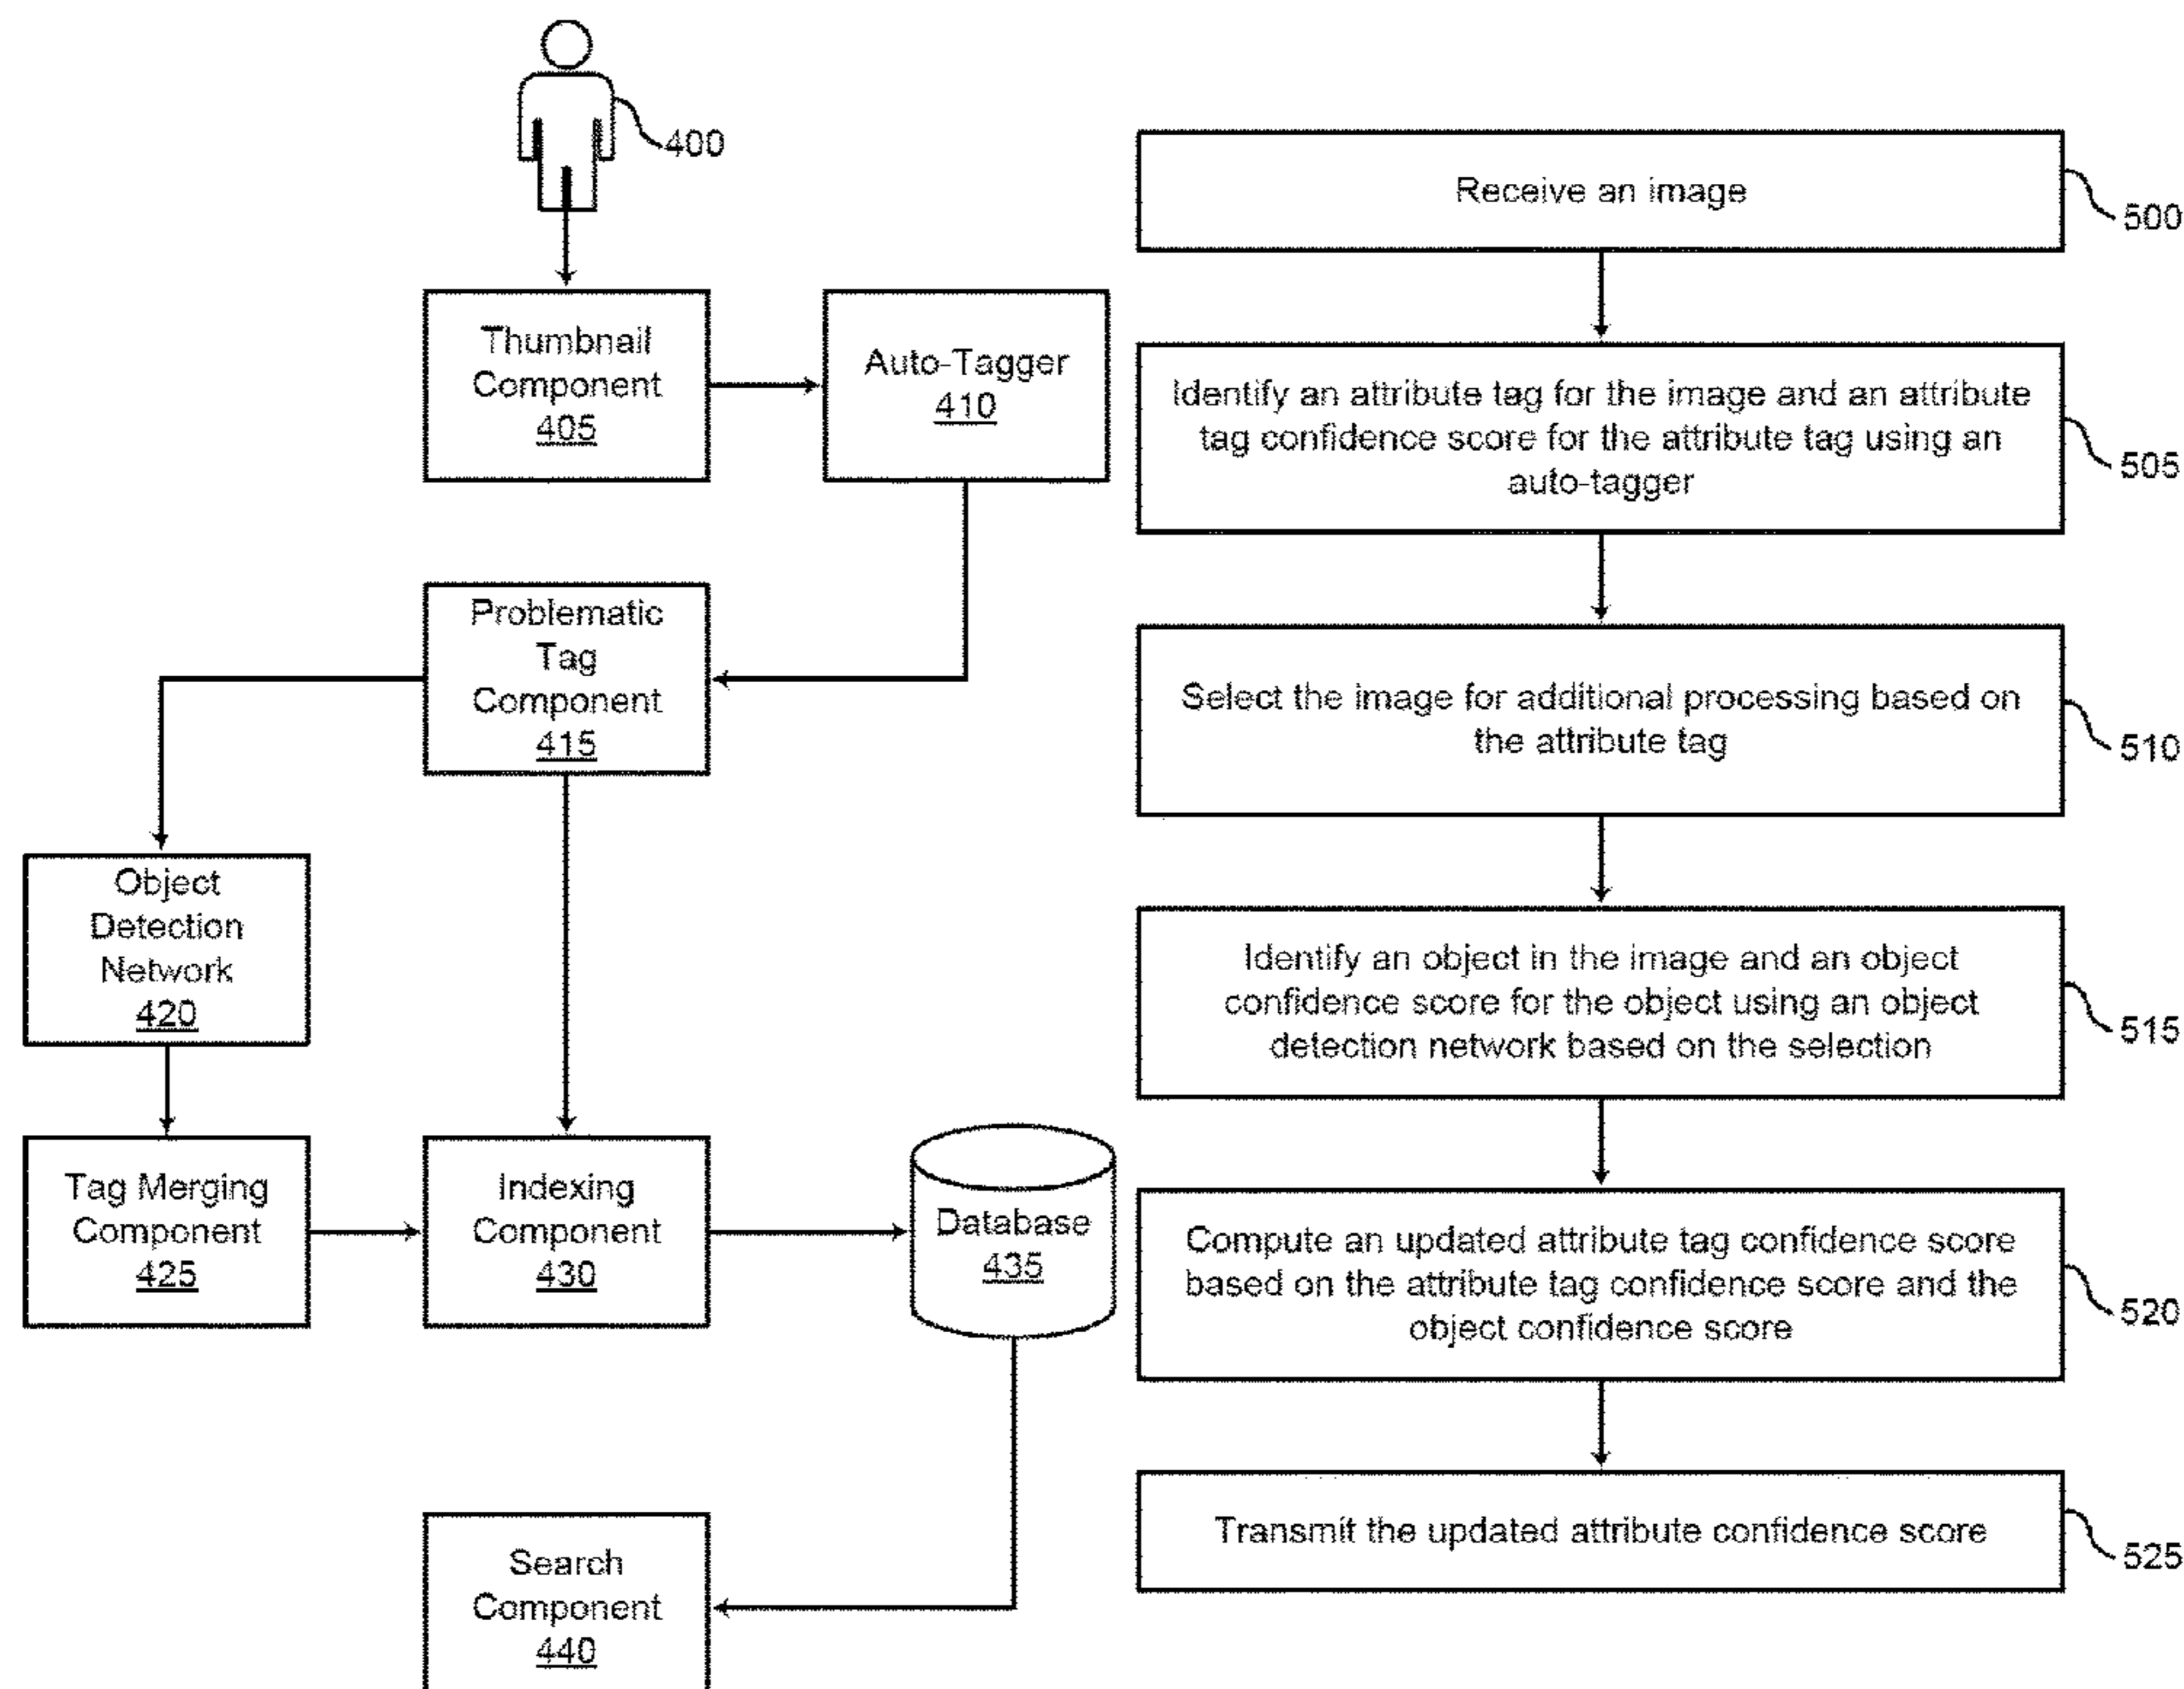 400
Thumbnail
Component
405
Auto-Tagger
410
Problematic
Tag
Component
415
Object
Detection
Network
420
Tag Merging
Component
425
Indexing
Component
430
Database
435
Search
Component
440
Receive an image
500
Identify an attribute tag for the image and an attribute
tag confidence score for the attribute tag using an
auto-tagger
505
Select the image for additional processing based on
the attribute tag
510
Identify an object in the image and an object
confidence score for the object using an object
detection network based on the selection
515
Compute an updated attribute tag confidence score
based on the attribute tag confidence score and the
object confidence score
520
Transmit the updated attribute confidence score
525